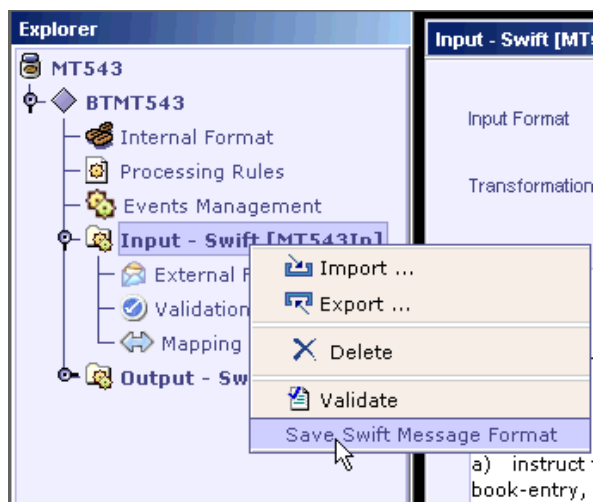 Explorer
MT543
BTMT543
Internal Format
Processing Rules
Events Management
Input - Swift [MT543In]
External F
Validation
Mapping
Output - Sw
Import ...
Export ...
Delete
Validate
Save Swift Message Format
Input - Swift [MTs
Input Format
Transformation
a) instruct
book-entry,